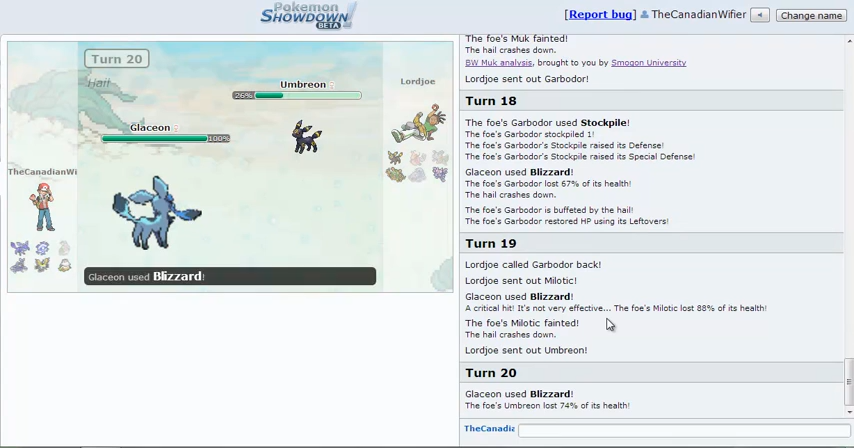 Pokemon
SHOWDOWN!
BETA
[Report bug] TheCanadianWifier Change name
Turn 20
Hail
Umbreon
26%
Lordjoe
Glaceon
100%
TheCanadianWi
Glaceon used Blizzard!
The foe's Muk fainted!
The hail crashes down.
BW Muk analysis, brought to you by Smogon University
Lordjoe sent out Garbodor!
Turn 18
The foe's Garbodor used Stockpile!
The foe's Garbodor stockpiled 1!
The foe's Garbodor's Stockpile raised its Defense!
The foe's Garbodor's Stockpile raised its Special Defense!
Glaceon used Blizzard!
The foe's Garbodor lost 67% of its health!
The hail crashes down.
The foe's Garbodor is buffeted by the hail!
The foe's Garbodor restored HP using its Leftovers!
Turn 19
Lordjoe called Garbodor back!
Lordjoe sent out Milotic!
Glaceon used Blizzard!
A critical hit! It's not very effective... The foe's Milotic lost 88% of its health!
The foe's Milotic fainted!
The hail crashes down.
Lordjoe sent out Umbreon!
Turn 20
Glaceon used Blizzard!
The foe's Umbreon lost 74% of its health!
TheCanadia